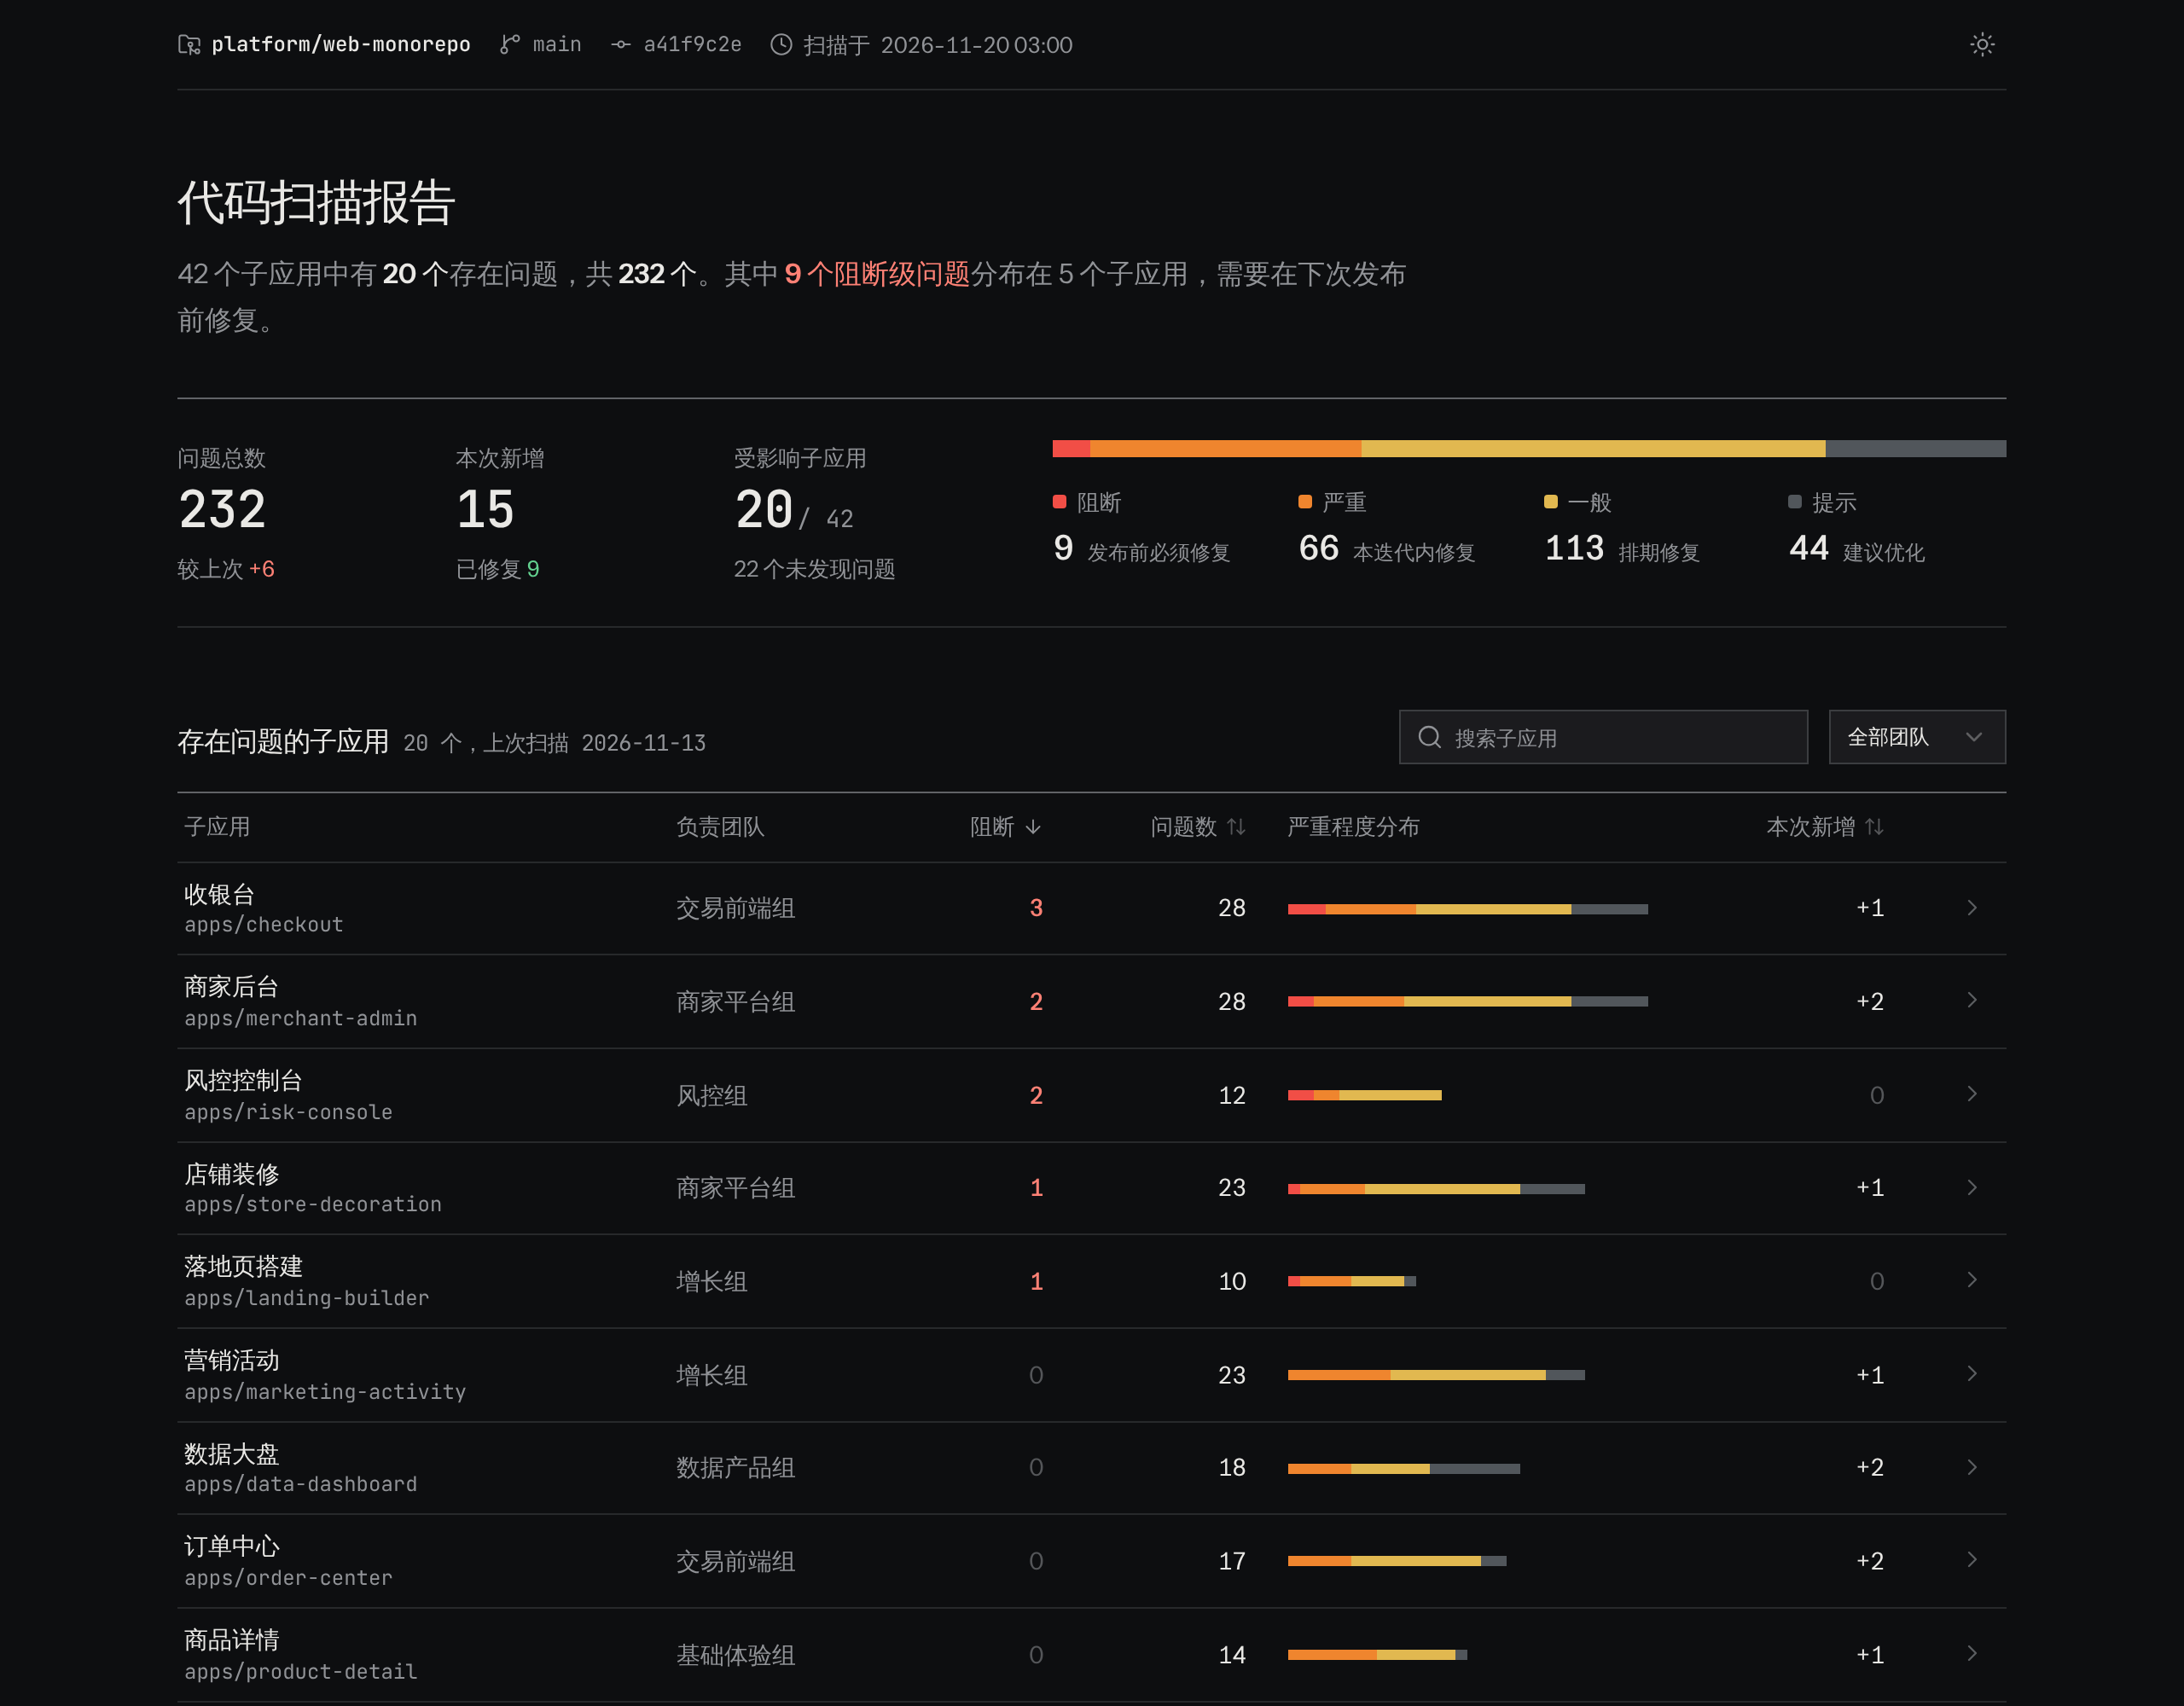 platform/web-monorepo main a41f9c2e 扫描于 2026-11-20 03:00
代码扫描报告
42 个子应用中有 20 个存在问题，共 232 个。其中 9 个阻断级问题分布在 5 个子应用，需要在下次发布
前修复。
问题总数
232
较上次 +6
本次新增
15
已修复 9
受影响子应用
20 / 42
22 个未发现问题
阻断
9 发布前必须修复
严重
66 本迭代内修复
一般
113 排期修复
提示
44 建议优化
存在问题的子应用 20 个，上次扫描 2026-11-13
搜索子应用
全部团队
子应用 负责团队 阻断 问题数 严重程度分布 本次新增
收银台
apps/checkout
交易前端组 3 28 +1
商家后台
apps/merchant-admin
商家平台组 2 28 +2
风控控制台
apps/risk-console
风控组 2 12 0
店铺装修
apps/store-decoration
商家平台组 1 23 +1
落地页搭建
apps/landing-builder
增长组 1 10 0
营销活动
apps/marketing-activity
增长组 0 23 +1
数据大盘
apps/data-dashboard
数据产品组 0 18 +2
订单中心
apps/order-center
交易前端组 0 17 +2
商品详情
apps/product-detail
基础体验组 0 14 +1